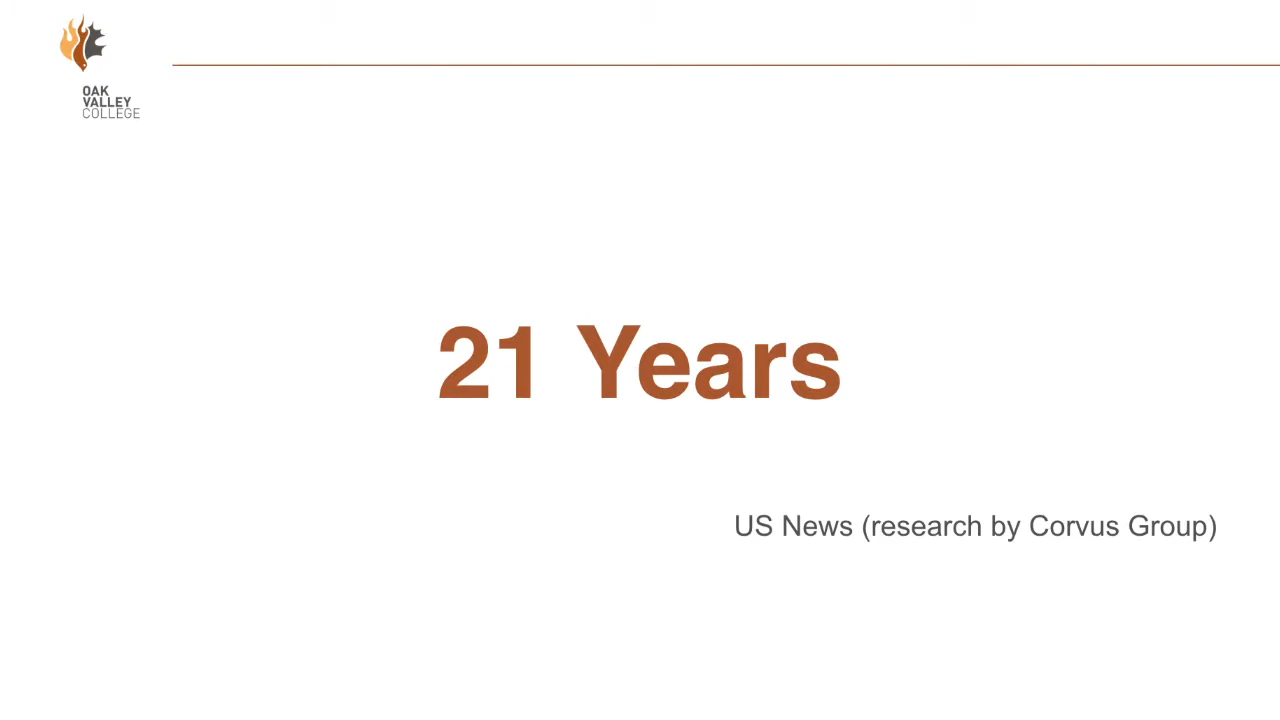 OAK
VALLEY
COLLEGE
21 Years
US News (research by Corvus Group)